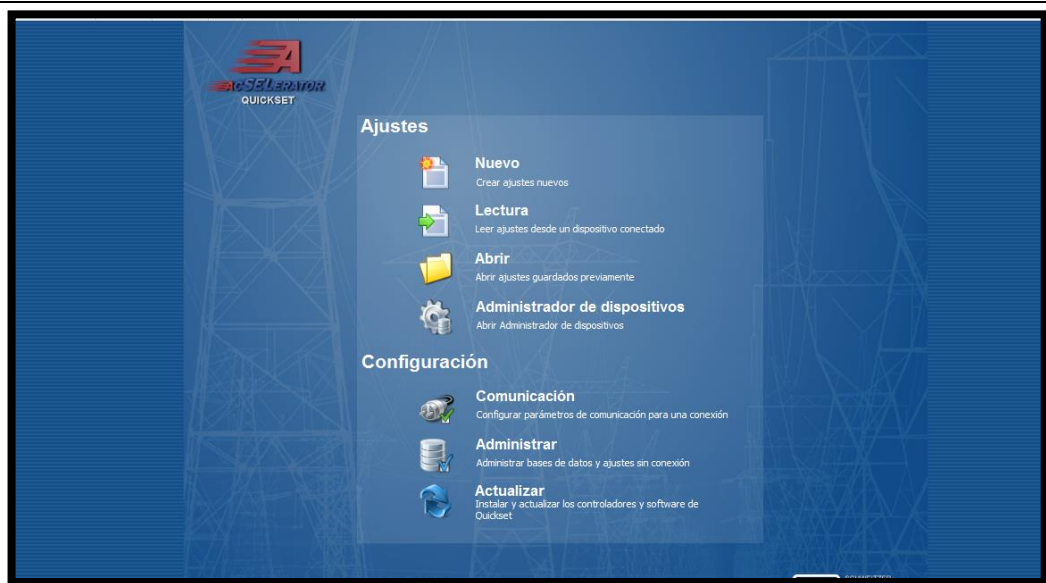 ACSELERATOR
QUICKSET
Ajustes
Nuevo
Crear ajustes nuevos
Lectura
Leer ajustes desde un dispositivo conectado
Abrir
Abrir ajustes guardados previamente
Administrador de dispositivos
Abrir Administrador de dispositivos
Configuración
Comunicación
Configurar parámetros de comunicación para una conexión
Administrar
Administrar bases de datos y ajustes sin conexión
Actualizar
Instalar y actualizar los controladores y software de
Quickset